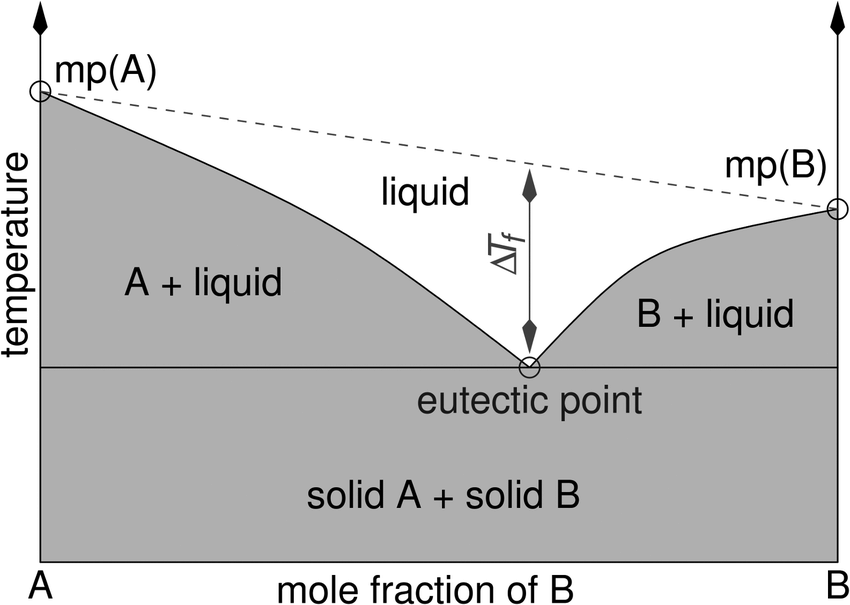 mp(A)
mp(B)
liquid
ΔTf
temperature
A + liquid
B + liquid
eutectic point
solid A + solid B
A
mole fraction of B
B